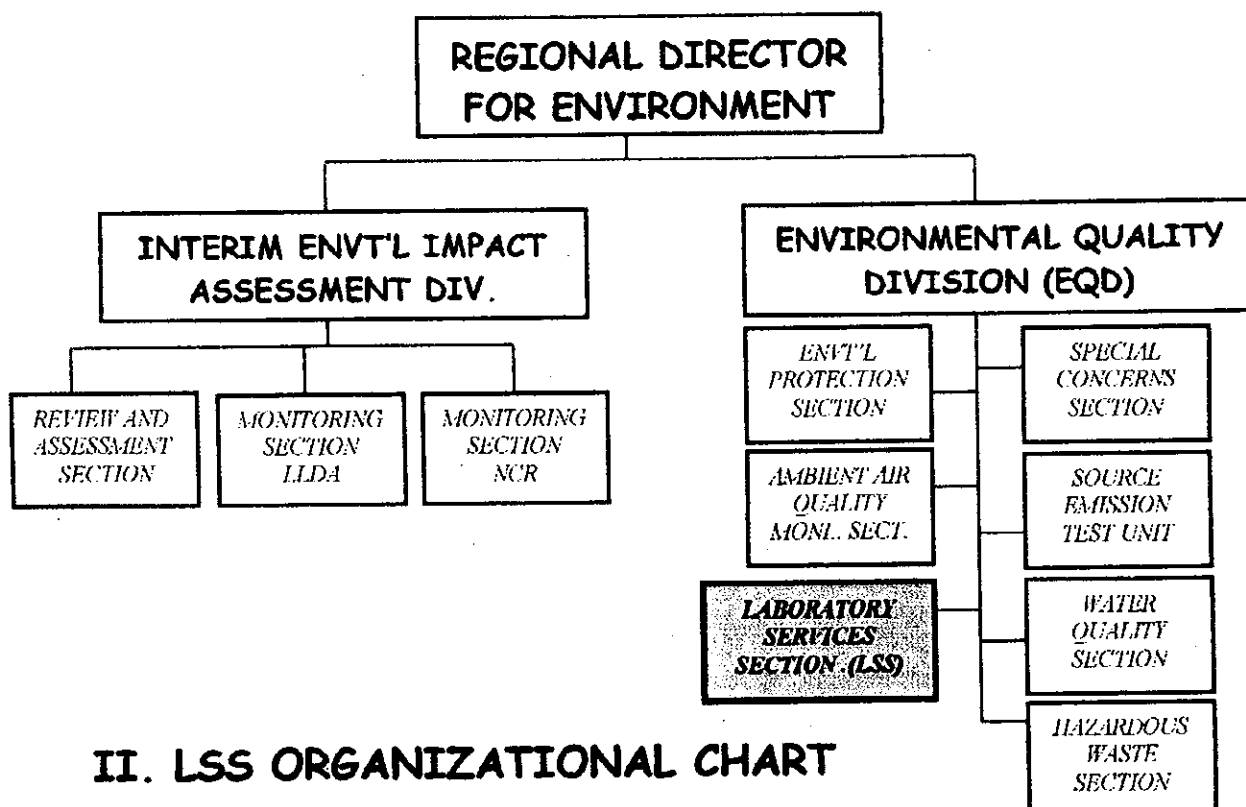 REGIONAL DIRECTOR
FOR ENVIRONMENT
INTERIM ENVT'L IMPACT
ASSESSMENT DIV.
ENVIRONMENTAL QUALITY
DIVISION (EQD)
REVIEW AND
ASSESSMENT
SECTION
MONITORING
SECTION
LLDA
MONITORING
SECTION
NCR
ENVT'L
PROTECTION
SECTION
SPECIAL
CONCERNS
SECTION
AMBIENT AIR
QUALITY
MONI.. SECT.
SOURCE
EMISSION
TEST UNIT
LABORATORY
SERVICES
SECTION .(LSS)
WATER
QUALITY
SECTION
HAZARDOUS
WASTE
SECTION
II. LSS ORGANIZATIONAL CHART